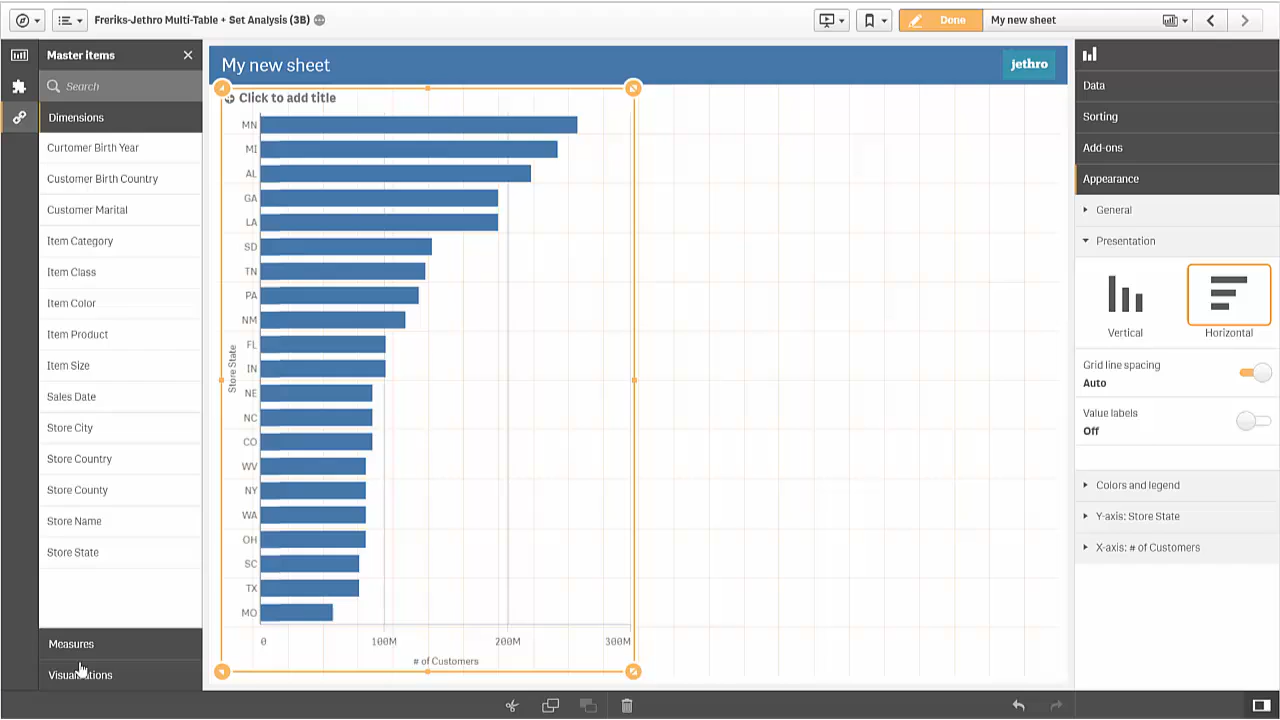 Freriks-Jethro Multi-Table + Set Analysis (3B)
Done
My new sheet
Master items
Search
Dimensions
Curtomer Birth Year
Customer Birth Country
Customer Marital
Item Category
Item Class
Item Color
Item Product
Item Size
Sales Date
Store City
Store Country
Store County
Store Name
Store State
Measures
Visualizations
My new sheet
jethro
Click to add title
Store State
MN
MI
AL
GA
LA
SD
TN
PA
NM
FL
IN
NE
NC
CO
WV
NY
WA
OH
SC
TX
MO
0 100M 200M 300M
# of Customers
Data
Sorting
Add-ons
Appearance
General
Presentation
Vertical Horizontal
Grid line spacing
Auto
Value labels
Off
Colors and legend
Y-axis: Store State
X-axis: # of Customers